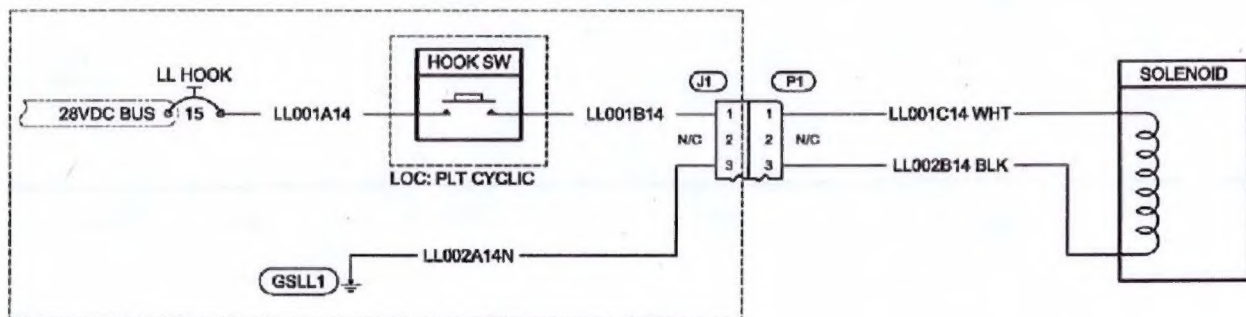 LL HOOK
28VDC BUS
15
LL001A14
HOOK SW
LOC: PLT CYCLIC
LL001B14
J1
P1
1
1
N/C
2
2
N/C
3
3
LL001C14 WHT
LL002B14 BLK
SOLENOID
LL002A14N
GSLL1